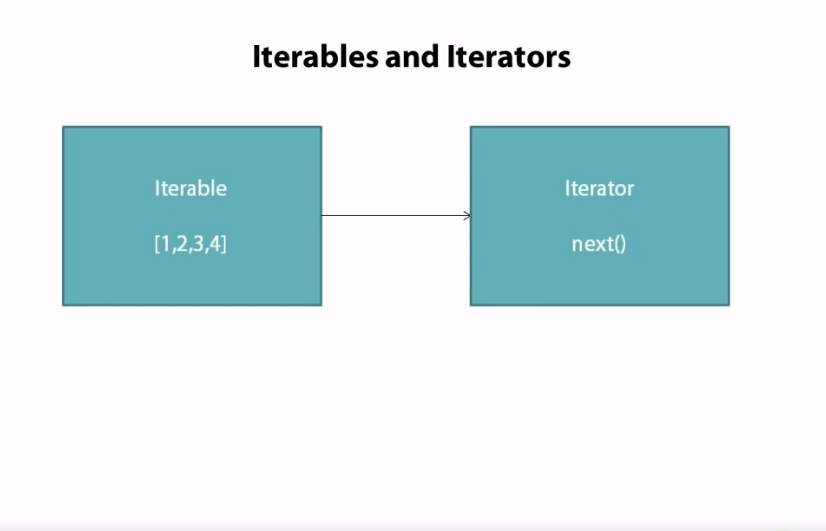 Iterables and Iterators
Iterable
[1,2,3,4]
Iterator
next()